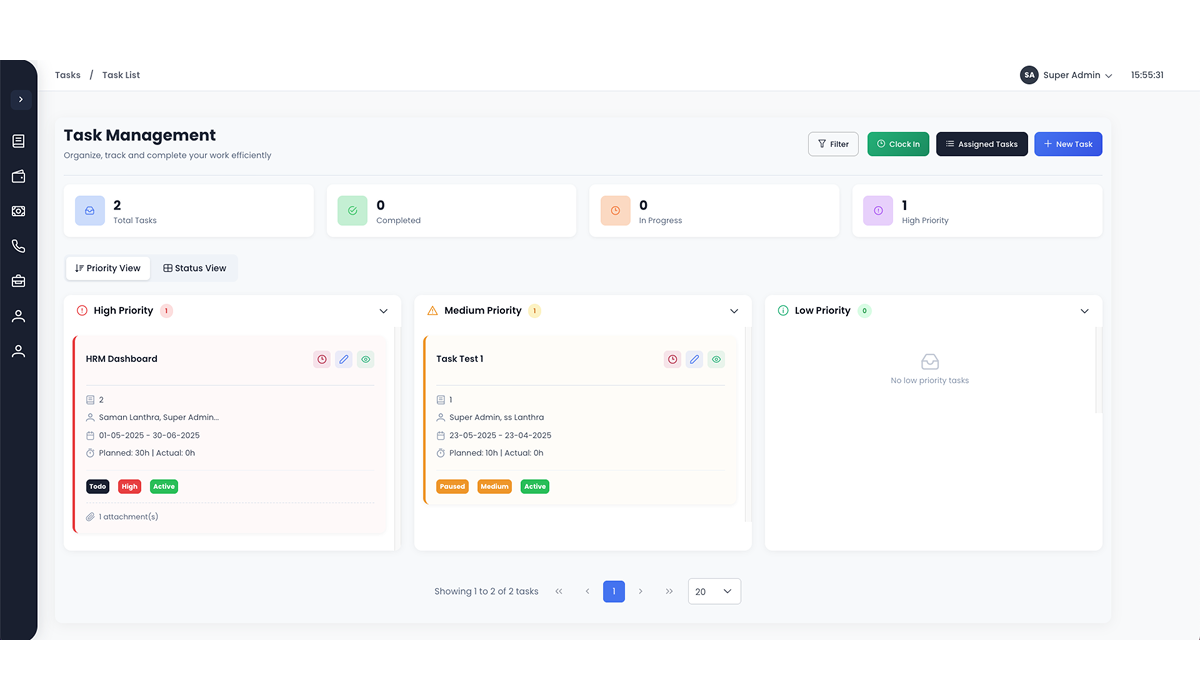 Tasks / Task List
SA Super Admin 15:55:31
Task Management
Organize, track and complete your work efficiently
Filter
Clock In
Assigned Tasks
+ New Task
2
Total Tasks
0
Completed
0
In Progress
1
High Priority
Priority View
Status View
High Priority 1
HRM Dashboard
2
Saman Lanthra, Super Admin...
01-05-2025 - 30-06-2025
Planned: 30h | Actual: 0h
Todo High Active
1 attachment(s)
Medium Priority 1
Task Test 1
1
Super Admin, ss Lanthra
23-05-2025 - 23-04-2025
Planned: 10h | Actual: 0h
Paused Medium Active
Low Priority 0
No low priority tasks
Showing 1 to 2 of 2 tasks « ‹ 1 › » 20